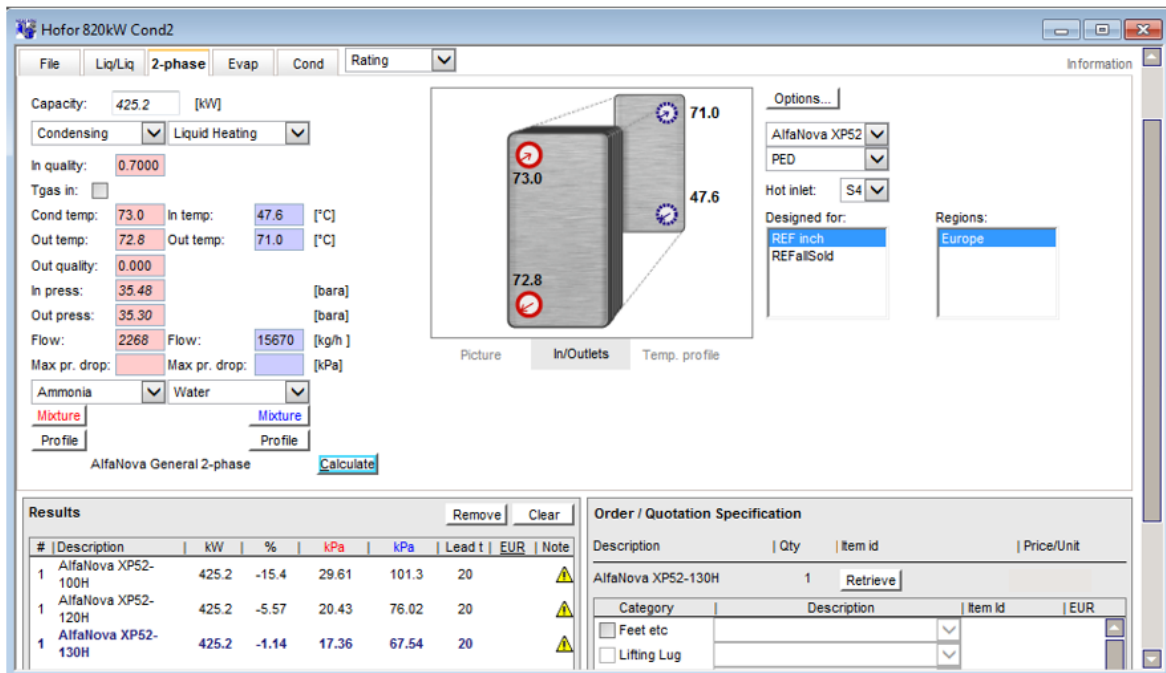 Hofor 820kW Cond2
File Liq/Liq 2-phase Evap Cond Rating Information
Capacity: 425.2 [kW]
Condensing Liquid Heating
In quality: 0.7000
Tgas in:
Cond temp: 73.0 In temp: 47.6 [°C]
Out temp: 72.8 Out temp: 71.0 [°C]
Out quality: 0.000
In press: 35.48 [bara]
Out press: 35.30 [bara]
Flow: 2268 Flow: 15670 [kg/h ]
Max pr. drop: Max pr. drop: [kPa]
Ammonia Water
Mixture Mixture
Profile Profile
AlfaNova General 2-phase Calculate
71.0
73.0
47.6
72.8
Picture In/Outlets Temp. profile
Options...
AlfaNova XP52
PED
Hot inlet: S4
Designed for: Regions:
REF inch Europe
REFallSold
Results Remove Clear
# |Description | kW | % | kPa | kPa | Lead t | EUR | Note
1 AlfaNova XP52-100H 425.2 -15.4 29.61 101.3 20
1 AlfaNova XP52-120H 425.2 -5.57 20.43 76.02 20
1 AlfaNova XP52-130H 425.2 -1.14 17.36 67.54 20
Order / Quotation Specification
Description | Qty | Item id | Price/Unit
AlfaNova XP52-130H 1 Retrieve
Category | Description | Item Id | EUR
Feet etc
Lifting Lug